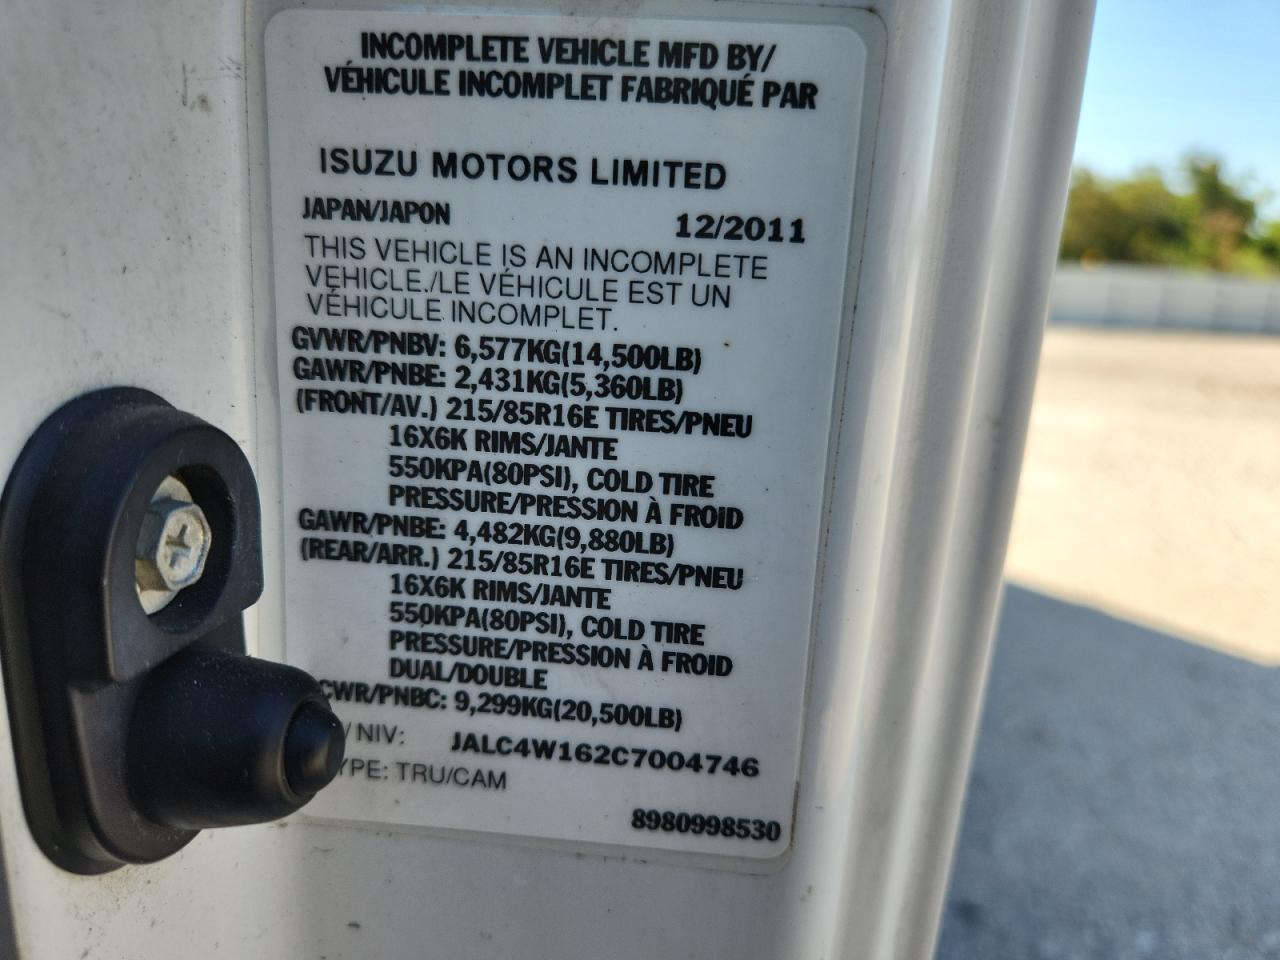 INCOMPLETE VEHICLE MFD BY/
VÉHICULE INCOMPLET FABRIQUÉ PAR
ISUZU MOTORS LIMITED
JAPAN/JAPON 12/2011
THIS VEHICLE IS AN INCOMPLETE
VEHICLE./LE VÉHICULE EST UN
VÉHICULE INCOMPLET.
GVWR/PNBV: 6,577KG(14,500LB)
GAWR/PNBE: 2,431KG(5,360LB)
(FRONT/AV.) 215/85R16E TIRES/PNEU
16X6K RIMS/JANTE
550KPA(80PSI), COLD TIRE
PRESSURE/PRESSION À FROID
GAWR/PNBE: 4,482KG(9,880LB)
(REAR/ARR.) 215/85R16E TIRES/PNEU
16X6K RIMS/JANTE
550KPA(80PSI), COLD TIRE
PRESSURE/PRESSION À FROID
DUAL/DOUBLE
CWR/PNBC: 9,299KG(20,500LB)
/ NIV: JALC4W162C7004746
YPE: TRU/CAM
8980998530